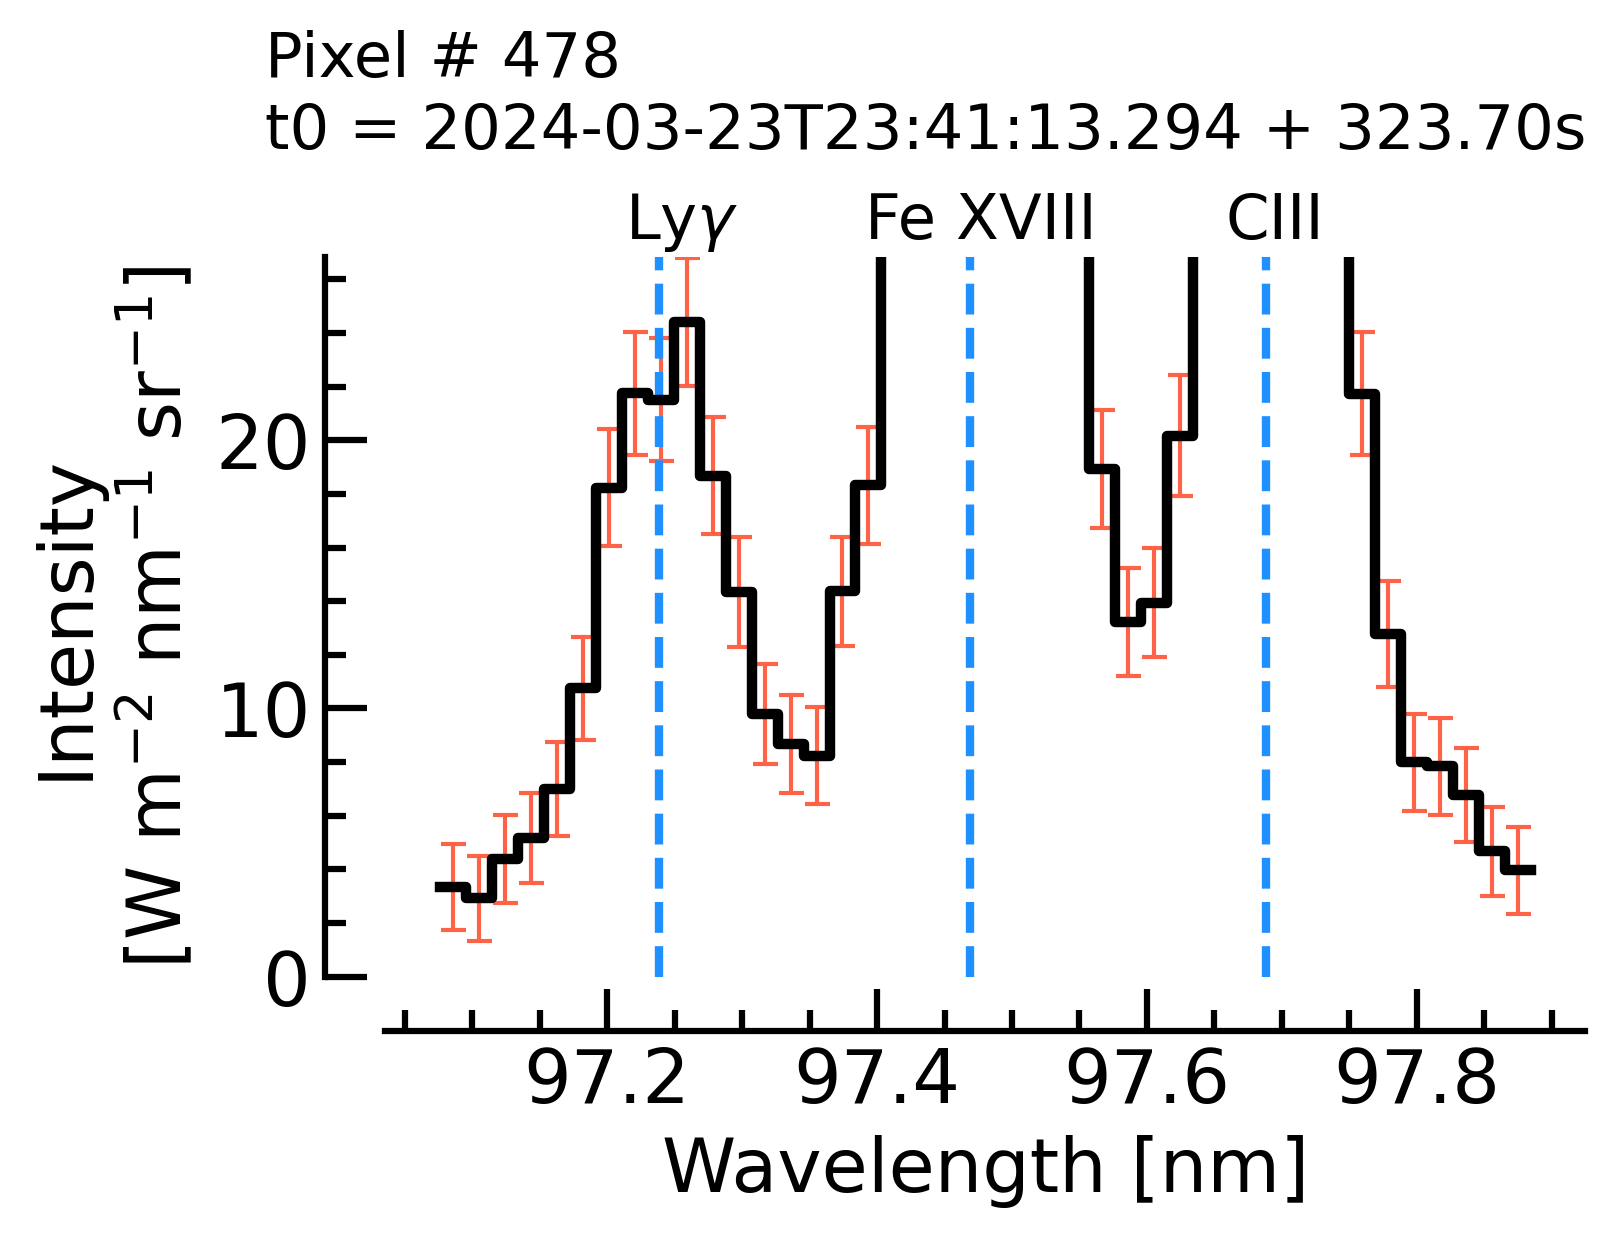 Pixel # 478
t0 = 2024-03-23T23:41:13.294 + 323.70s
Lyγ Fe XVIII CIII
Intensity
[W m⁻² nm⁻¹ sr⁻¹]
20
10
0
97.2 97.4 97.6 97.8
Wavelength [nm]